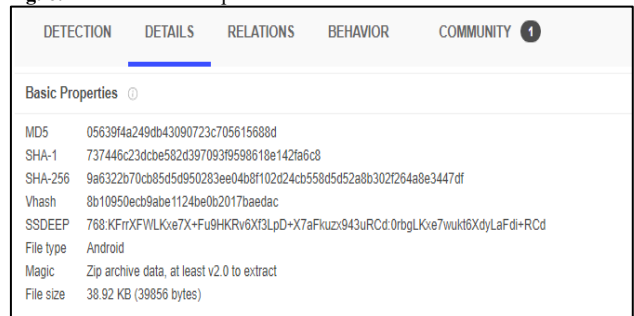 DETECTION DETAILS RELATIONS BEHAVIOR COMMUNITY 1
Basic Properties
MD5 05639f4a249db43090723c705615688d
SHA-1 737446c23dcbe582d397093f9598618e142fa6c8
SHA-256 9a6322b70cb85d5d950283ee04b8f102d24cb558d5d52a8b302f264a8e3447df
Vhash 8b10950ecb9abe1124be0b2017baedac
SSDEEP 768:KFrrXFWLKxe7X+Fu9HKRv6Xf3LpD+X7aFkuzx943uRCd:0rbgLKxe7wukt6XdyLaFdi+RCd
File type Android
Magic Zip archive data, at least v2.0 to extract
File size 38.92 KB (39856 bytes)